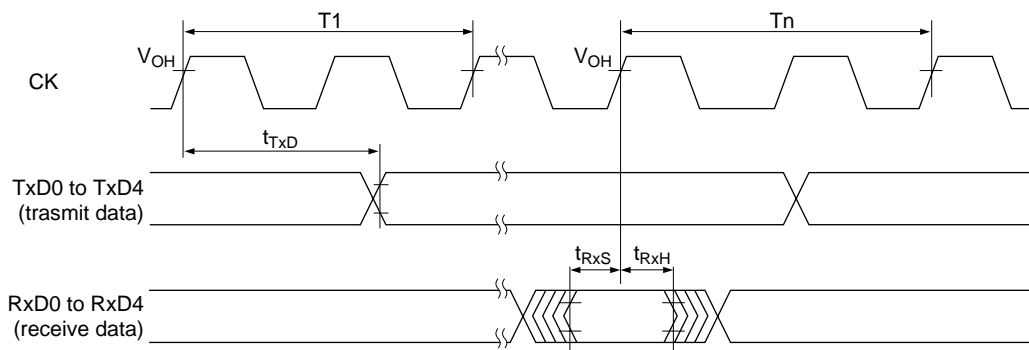 T1
Tn
VOH
VOH
CK
tTxD
TxD0 to TxD4
(trasmit data)
tRxS
tRxH
RxD0 to RxD4
(receive data)